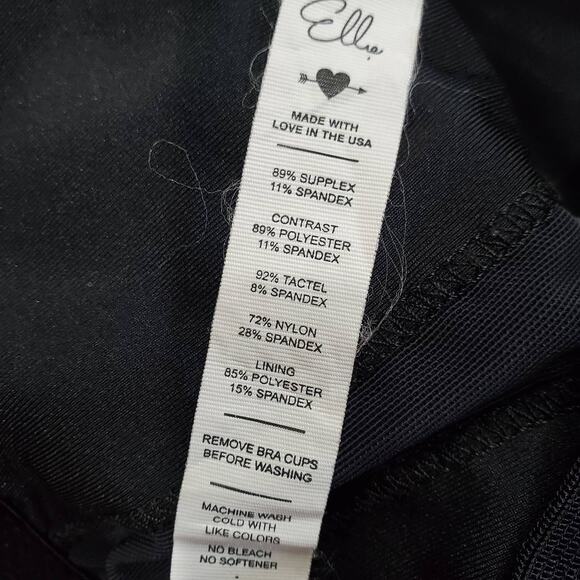 Ellie
MADE WITH
LOVE IN THE USA
89% SUPPLEX
11% SPANDEX
CONTRAST
89% POLYESTER
11% SPANDEX
92% TACTEL
8% SPANDEX
72% NYLON
28% SPANDEX
LINING
85% POLYESTER
15% SPANDEX
REMOVE BRA CUPS
BEFORE WASHING
MACHINE WASH
COLD WITH
LIKE COLORS
NO BLEACH
NO SOFTENER